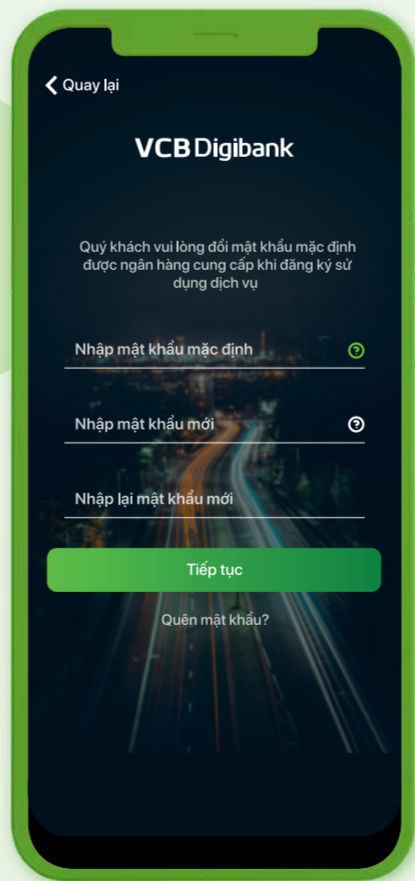 Quay lại
VCB Digibank
Quý khách vui lòng đổi mật khẩu mặc định
được ngân hàng cung cấp khi đăng ký sử
dụng dịch vụ
Nhập mật khẩu mặc định
Nhập mật khẩu mới
Nhập lại mật khẩu mới
Tiếp tục
Quên mật khẩu?